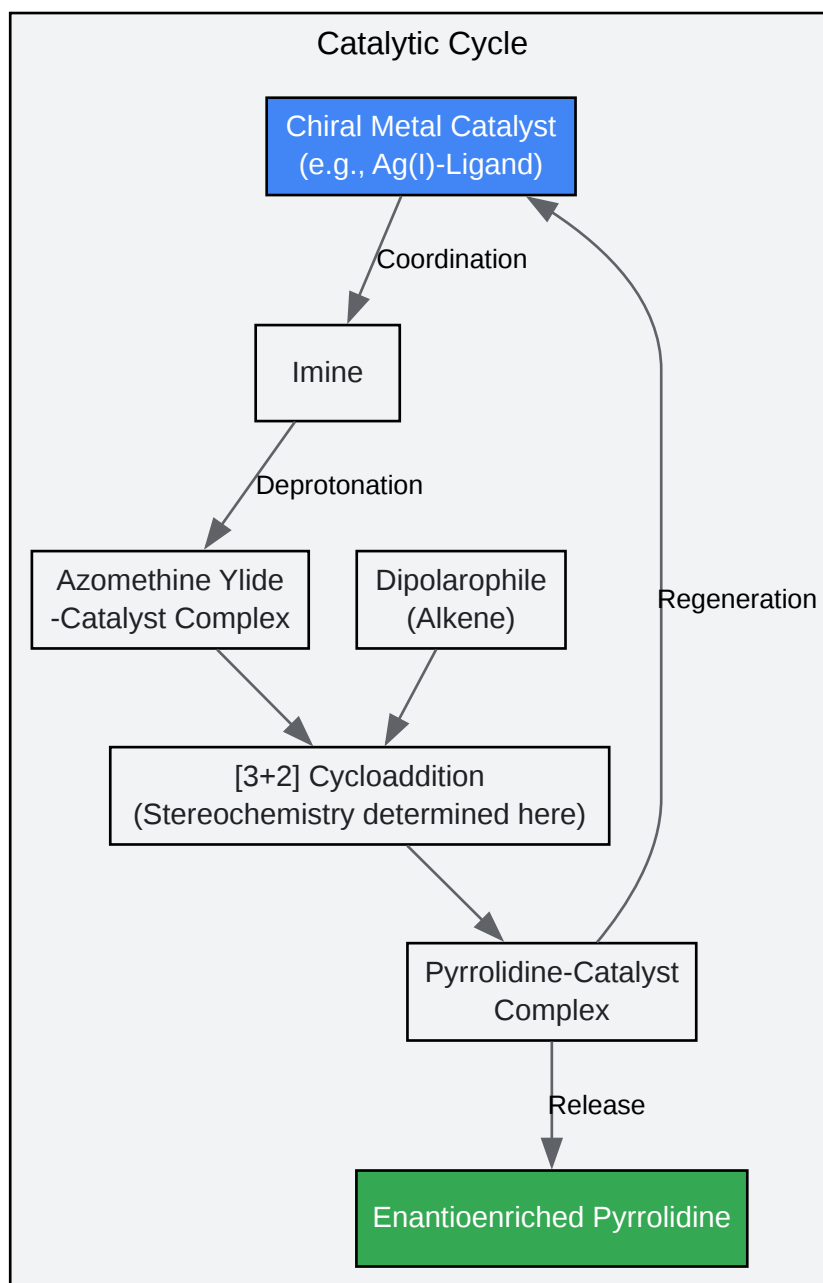 Catalytic Cycle
Chiral Metal Catalyst
(e.g., Ag(I)-Ligand)
Coordination
Imine
Deprotonation
Azomethine Ylide
-Catalyst Complex
Dipolarophile
(Alkene)
Regeneration
[3+2] Cycloaddition
(Stereochemistry determined here)
Pyrrolidine-Catalyst
Complex
Release
Enantioenriched Pyrrolidine